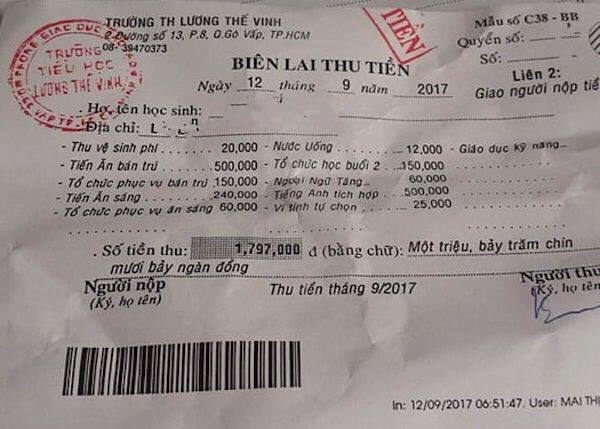 TRƯỜNG TH LƯƠNG THẾ VINH
2 Đường số 13, P.8, Q.Gò Vấp, TP.HCM
08- 39470373
TRƯỜNG
TIỂU HỌC
LƯƠNG THẾ VINH
TIỀN
Mẫu số C38 - BB
Quyển số:
Số:
BIÊN LAI THU TIỀN
Liên 2:
Ngày 12 tháng 9 năm 2017
Giao người nộp tiề
. Họ, tên học sinh:
Địa chỉ:
- Thu vệ sinh phí 20,000 - Nước Uống 12,000 - Giáo dục kỹ năng...
- Tiền Ăn bán trú 500,000 - Tổ chức học buổi 2 150,000
- Tổ chức phục vụ bán trú 150,000 - Ngoại Ngữ Tăng... 60,000
- Tiền Ăn sáng 240,000 - Tiếng Anh tích hợp 500,000
- Tổ chức phục vụ ăn sáng 60,000 - Vi tính tự chọn 25,000
. Số tiền thu: 1,797,000 đ (bằng chữ): Một triệu, bảy trăm chín
mươi bảy ngàn đồng
Người nộp
(Ký, họ tên)
Thu tiền tháng 9/2017
Người thu
(Ký, họ tên
In: 12/09/2017 06:51:47. User: MAI THỊ